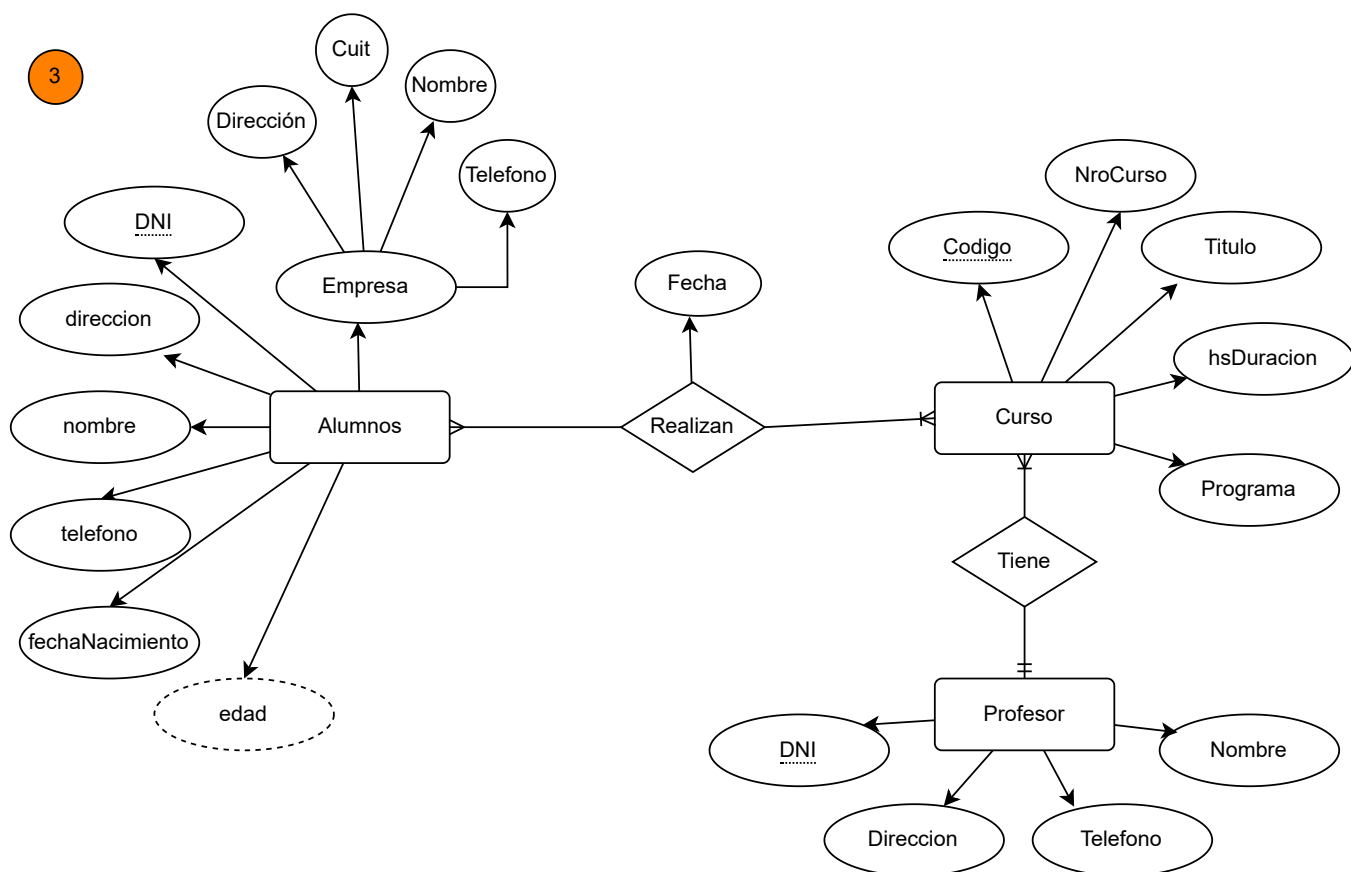 3
Cuit
Nombre
Dirección
Telefono
DNI
Empresa
direccion
nombre
Alumnos
telefono
fechaNacimiento
edad
Fecha
Realizan
NroCurso
Codigo
Titulo
hsDuracion
Curso
Programa
Tiene
Profesor
DNI
Nombre
Direccion
Telefono